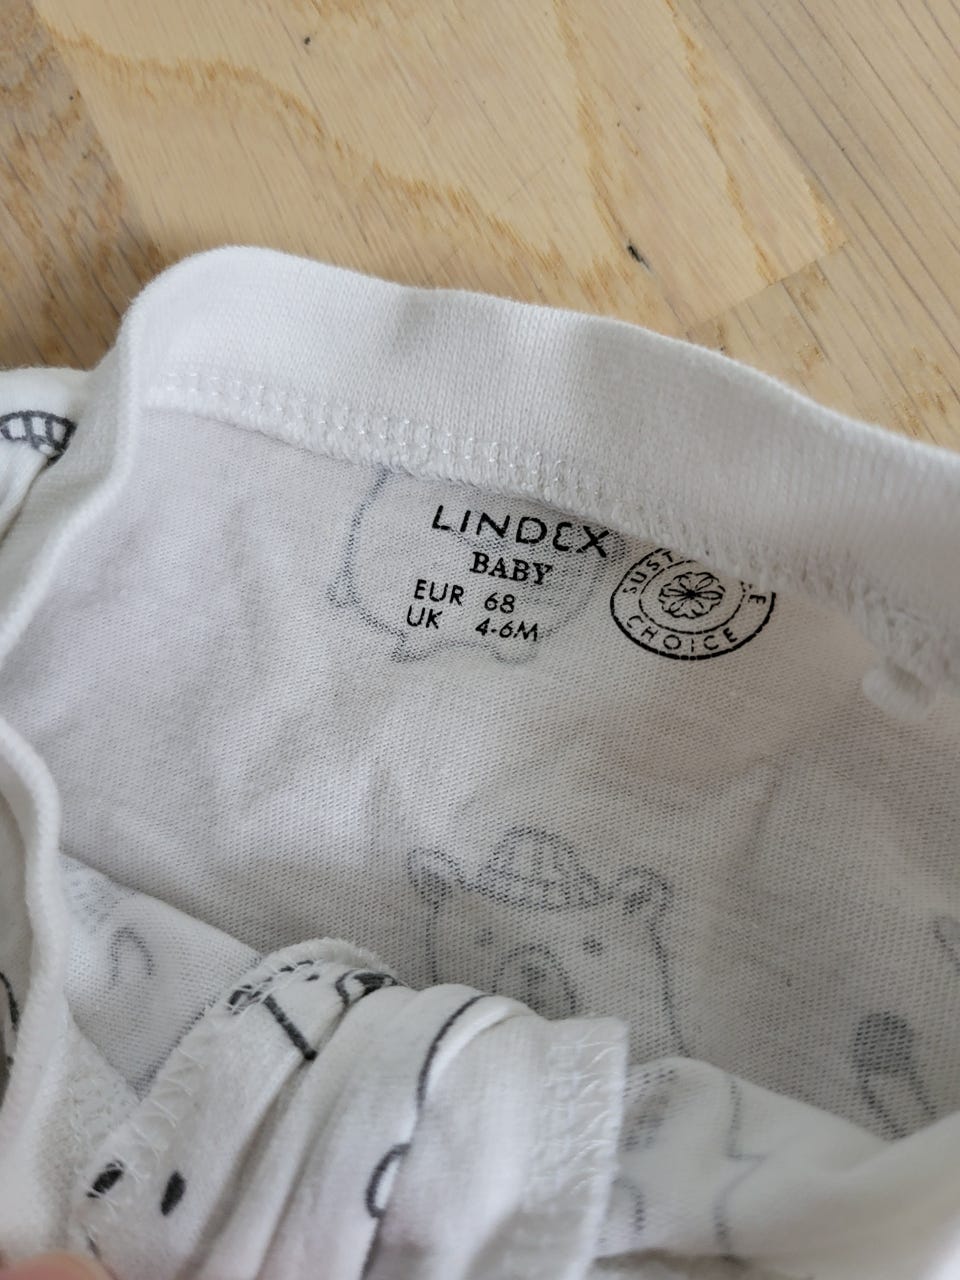 LINDEX
BABY
EUR 68
UK 4-6M
CHOICE